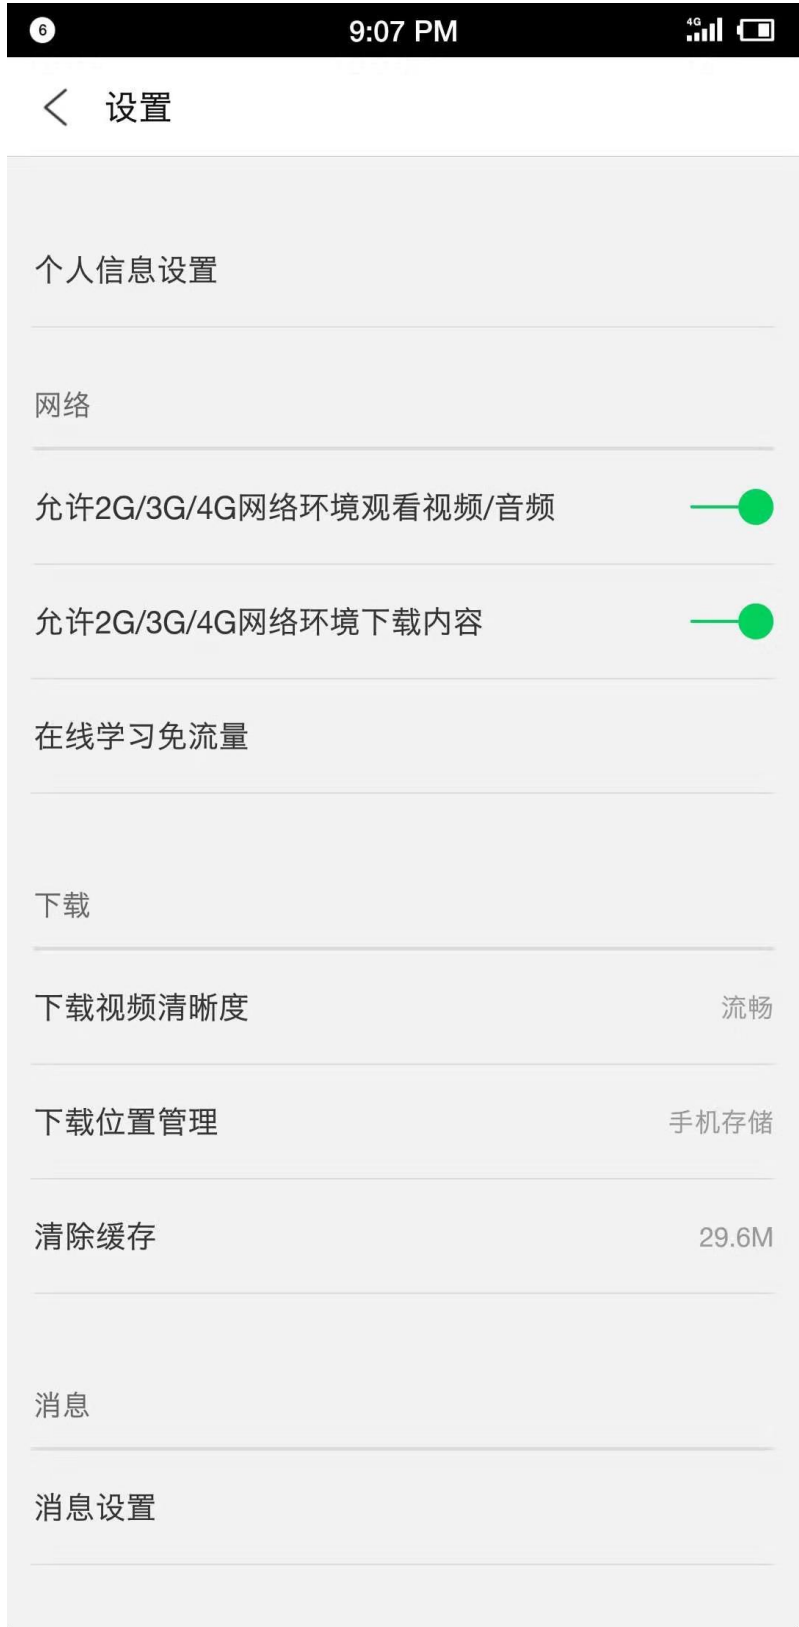 6
9:07 PM
4G
设置
个人信息设置
网络
允许2G/3G/4G网络环境观看视频/音频
允许2G/3G/4G网络环境下载内容
在线学习免流量
下载
下载视频清晰度 流畅
下载位置管理 手机存储
清除缓存 29.6M
消息
消息设置